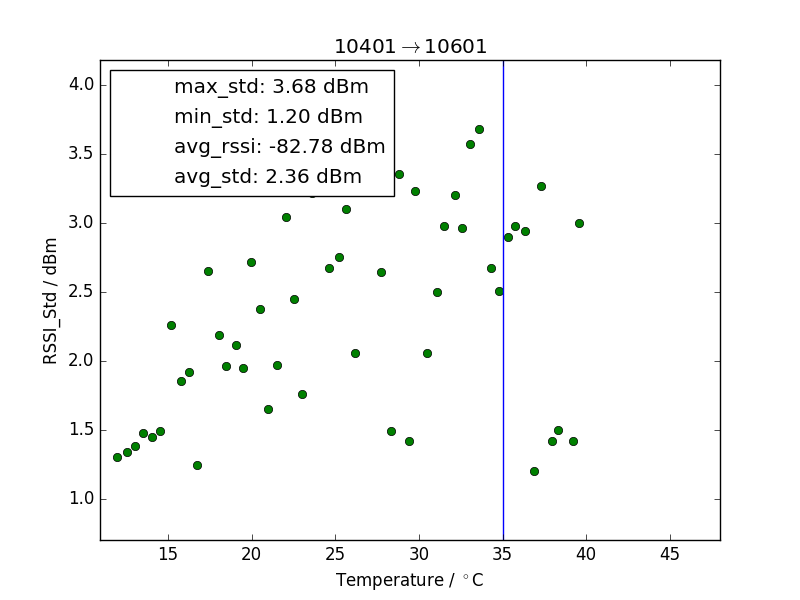 10401→10601
max_std: 3.68 dBm
min_std: 1.20 dBm
avg_rssi: -82.78 dBm
avg_std: 2.36 dBm
RSSI_Std / dBm
4.0
3.5
3.0
2.5
2.0
1.5
1.0
15 20 25 30 35 40 45
Temperature / °C